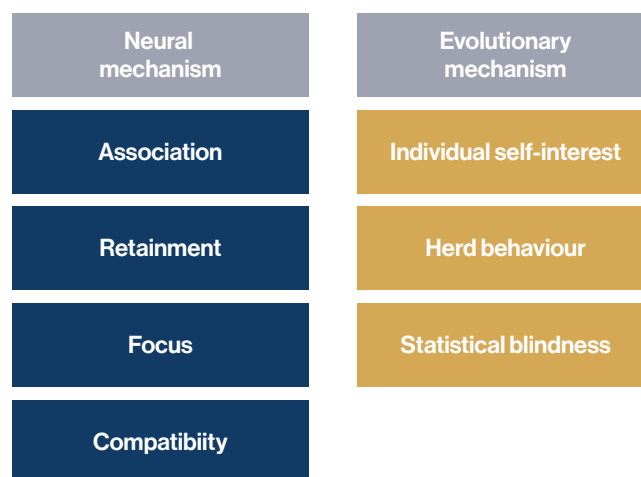 Neural
mechanism
Evolutionary
mechanism
Association
Individual self-interest
Retainment
Herd behaviour
Focus
Statistical blindness
Compatibiity